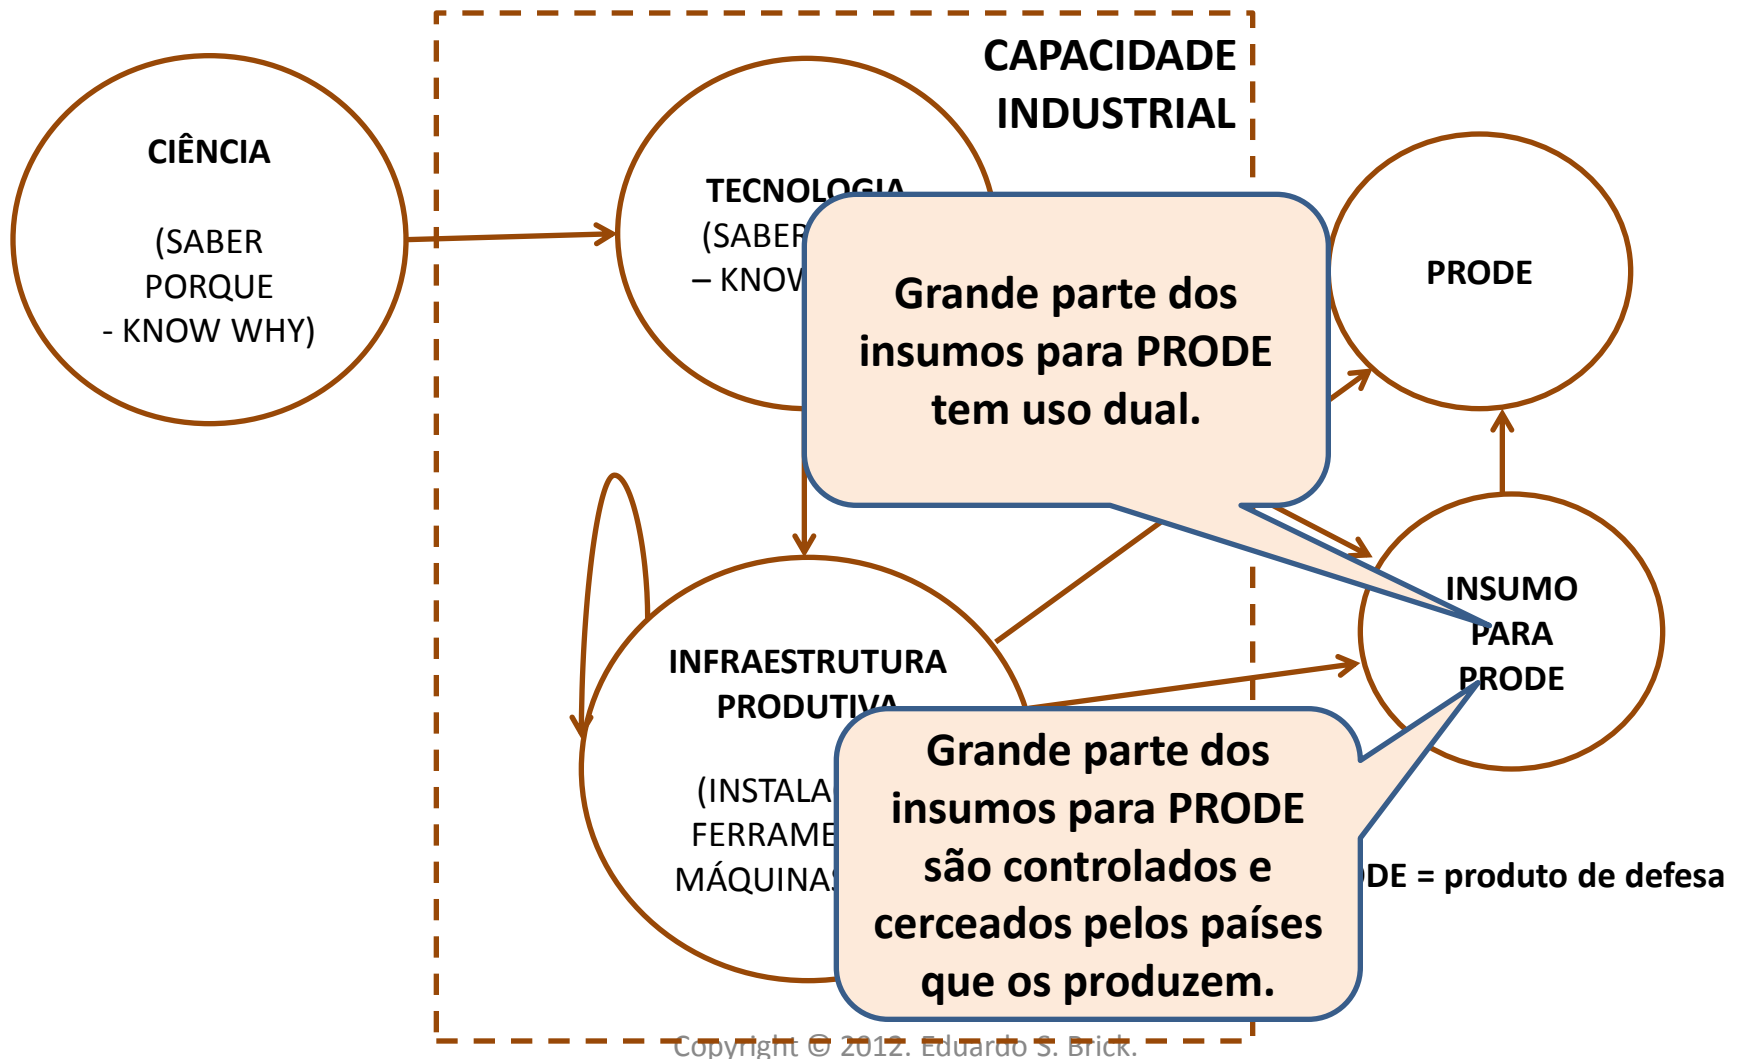 CAPACIDADE
INDUSTRIAL
CIÊNCIA
(SABER
PORQUE
- KNOW WHY)
TECNOLOGIA
(SABER
– KNOW
Grande parte dos
insumos para PRODE
tem uso dual.
PRODE
INSUMO
PARA
PRODE
INFRAESTRUTURA
PRODUTIVA
(INSTALA
FERRAME
MÁQUINAS
Grande parte dos
insumos para PRODE
são controlados e
cerceados pelos países
que os produzem.
DE = produto de defesa
Copyright © 2012. Eduardo S. Brick.